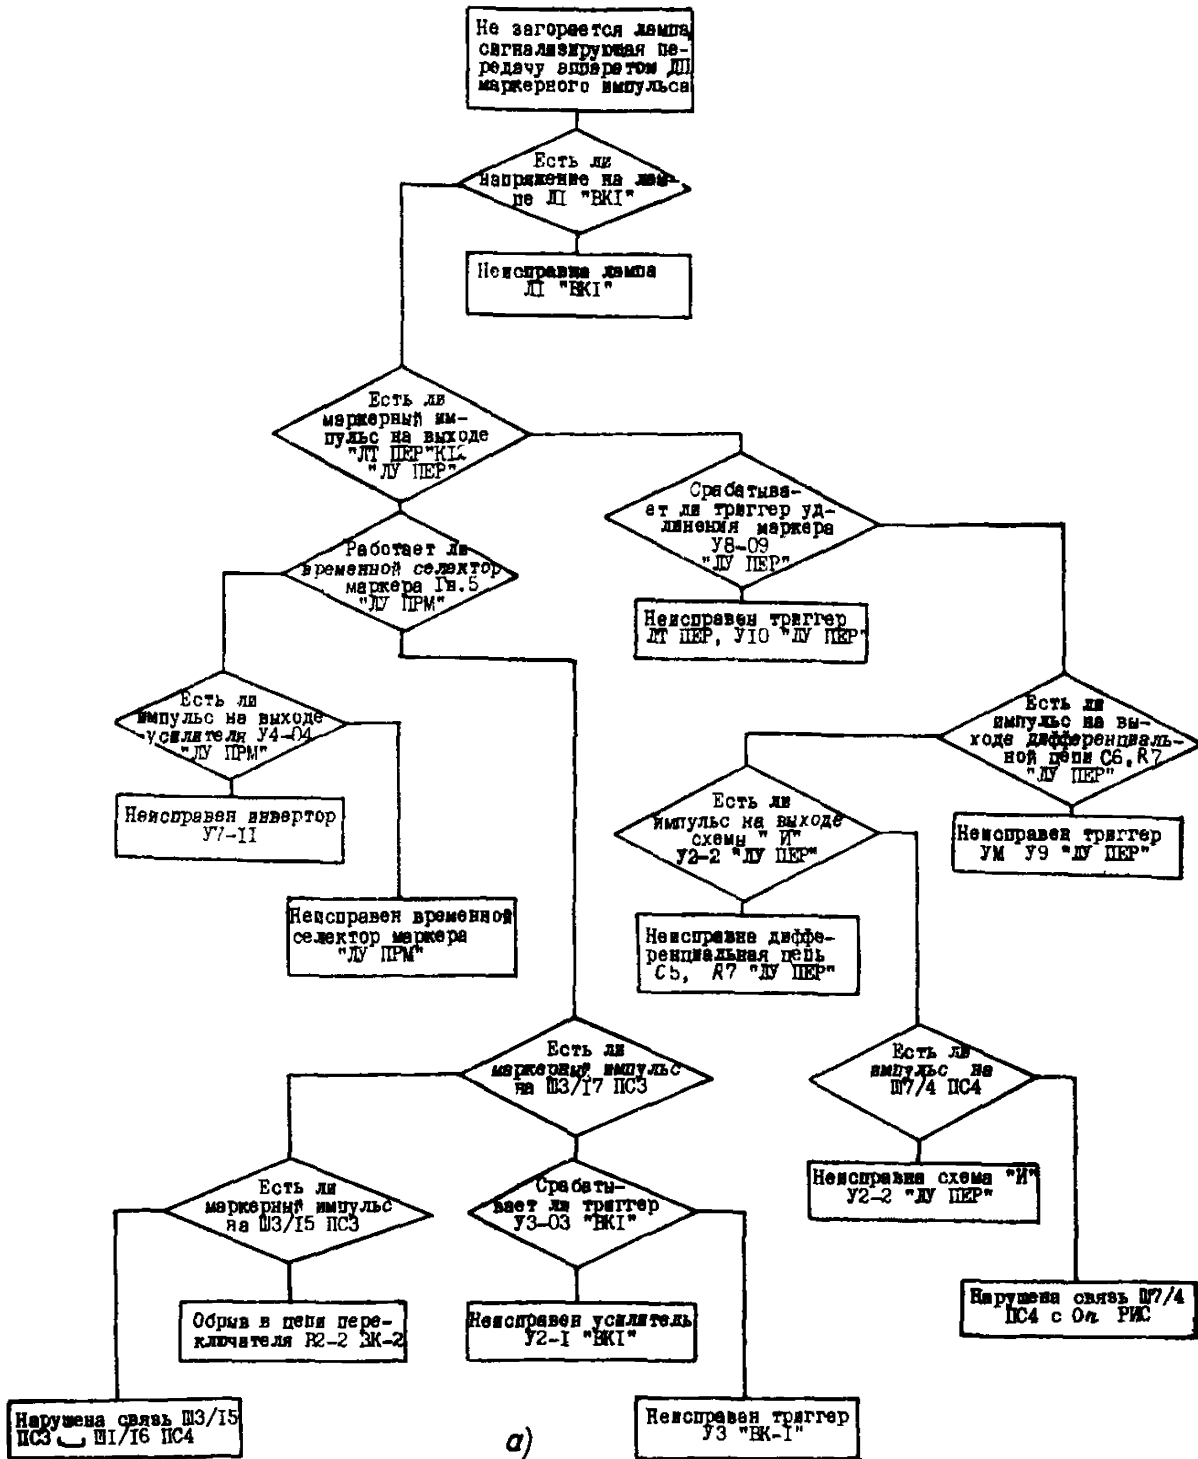 Не загорается лампа,
сигнализирующая пе-
редачу аппаратом ДП
маркерного импульса
Есть ли
напряжение на лам-
пе Л1 "ВК1"
Неисправна лампа
Л1 "ВК1"
Есть ли
маркерный им-
пульс на выходе
"ЛТ ПЕР" К12
"ЛУ ПЕР"
Срабатыва-
ет ли триггер уд-
линения маркера
У8-09
"ЛУ ПЕР"
Работает ли
временной селектор
маркера Гн.5
"ЛУ ПРМ"
Неисправен триггер
ЛТ ПЕР, У10 "ЛУ ПЕР"
Есть ли
импульс на выходе
усилителя У4-04
"ЛУ ПРМ"
Есть ли
импульс на вы-
ходе дифференциаль-
ной цепи С6, R7
"ЛУ ПЕР"
Неисправен инвертор
У7-11
Есть ли
импульс на выходе
схемы "И"
У2-2 "ЛУ ПЕР"
Неисправен триггер
УМ У9 "ЛУ ПЕР"
Неисправен временной
селектор маркера
"ЛУ ПРМ"
Неисправна диффе-
ренциальная цепь
С5, R7 "ЛУ ПЕР"
Есть ли
маркерный импульс
на Ш3/17 ПС3
Есть ли
импульс на
Ш7/4 ПС4
Есть ли
маркерный импульс
на Ш3/15 ПС3
Срабаты-
вает ли триггер
У3-03 "ВК1"
Неисправна схема "И"
У2-2 "ЛУ ПЕР"
Обрыв в цепи пере-
ключателя В2-2 ВК-2
Неисправен усилитель
У2-1 "ВК1"
Нарушена связь Ш7/4
ПС4 с Оп РИС
Нарушена связь Ш3/15
ПС3 Ш1/16 ПС4
Неисправен триггер
У3 "ВК-1"
а)